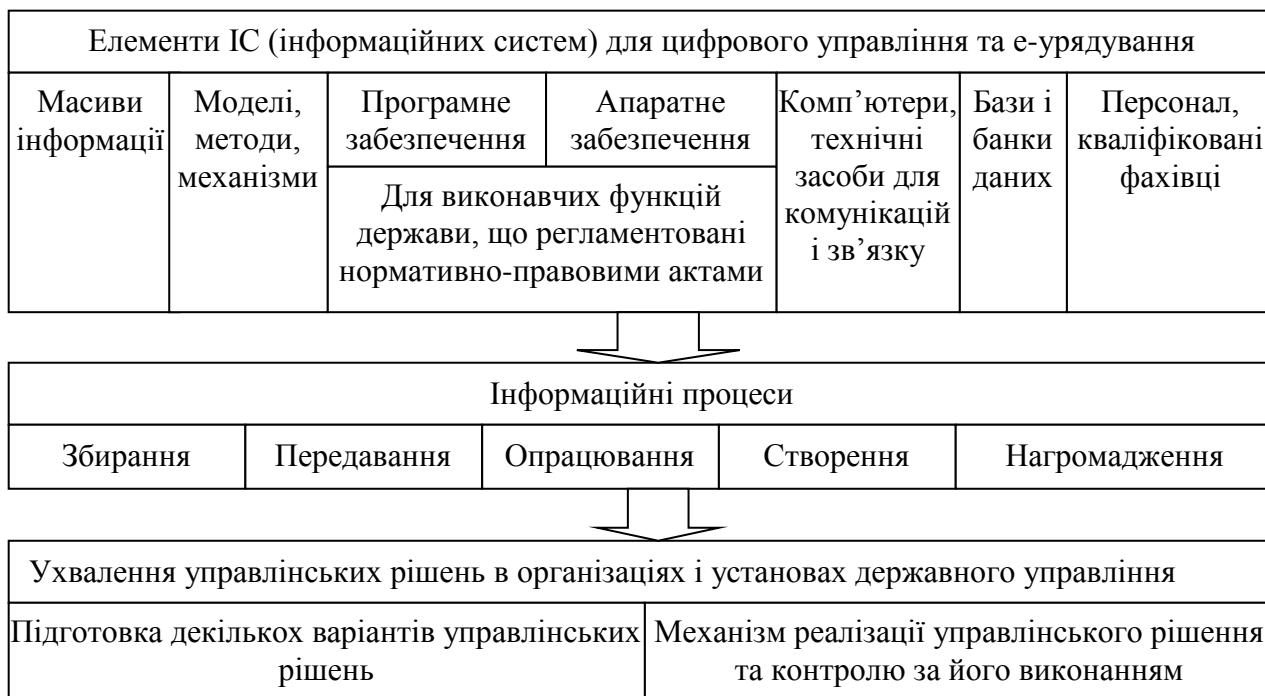 Елементи ІС (інформаційних систем) для цифрового управління та е-урядування
Масиви
інформації
Моделі,
методи,
механізми
Програмне
забезпечення
Апаратне
забезпечення
Для виконавчих функцій
держави, що регламентовані
нормативно-правовими актами
Комп’ютери,
технічні
засоби для
комунікацій
і зв’язку
Бази і
банки
даних
Персонал,
кваліфіковані
фахівці
Інформаційні процеси
Збирання
Передавання
Опрацювання
Створення
Нагромадження
Ухвалення управлінських рішень в організаціях і установах державного управління
Підготовка декількох варіантів управлінських
рішень
Механізм реалізації управлінського рішення
та контролю за його виконанням